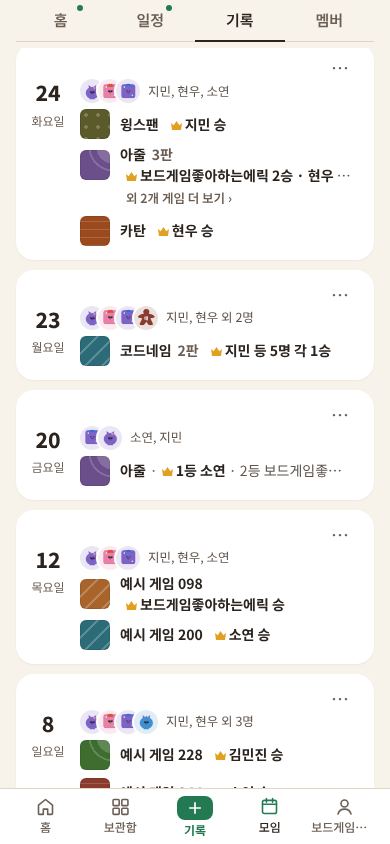 홈 일정 기록 멤버
···
24 지민, 현우, 소연
화요일
윙스팬 지민 승
아줄 3판
보드게임좋아하는에릭 2승 · 현우 ···
외 2개 게임 더 보기 ›
카탄 현우 승
···
23 지민, 현우 외 2명
월요일
코드네임 2판 지민 등 5명 각 1승
···
20 소연, 지민
금요일
아줄 · 1등 소연 · 2등 보드게임좋···
···
12 지민, 현우, 소연
목요일
예시 게임 098
보드게임좋아하는에릭 승
예시 게임 200 소연 승
···
8 지민, 현우 외 3명
일요일
예시 게임 228 김민진 승
홈 보관함 기록 모임 보드게임···